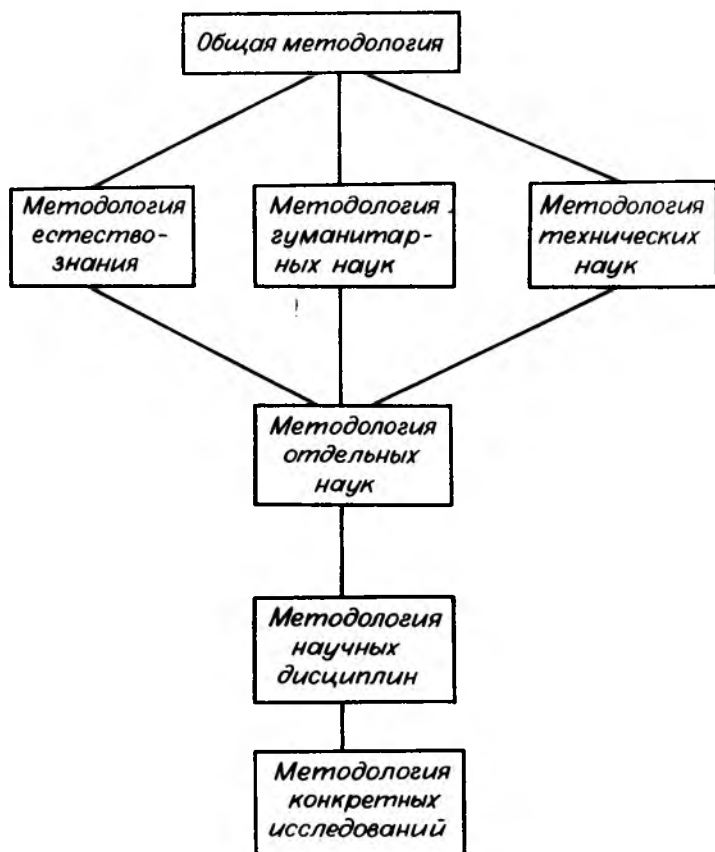 Общая методология
Методология
естество-
знания
Методология
гуманитар-
ных наук
Методология
технических
наук
Методология
отдельных
наук
Методология
научных
дисциплин
Методология
конкретных
исследований